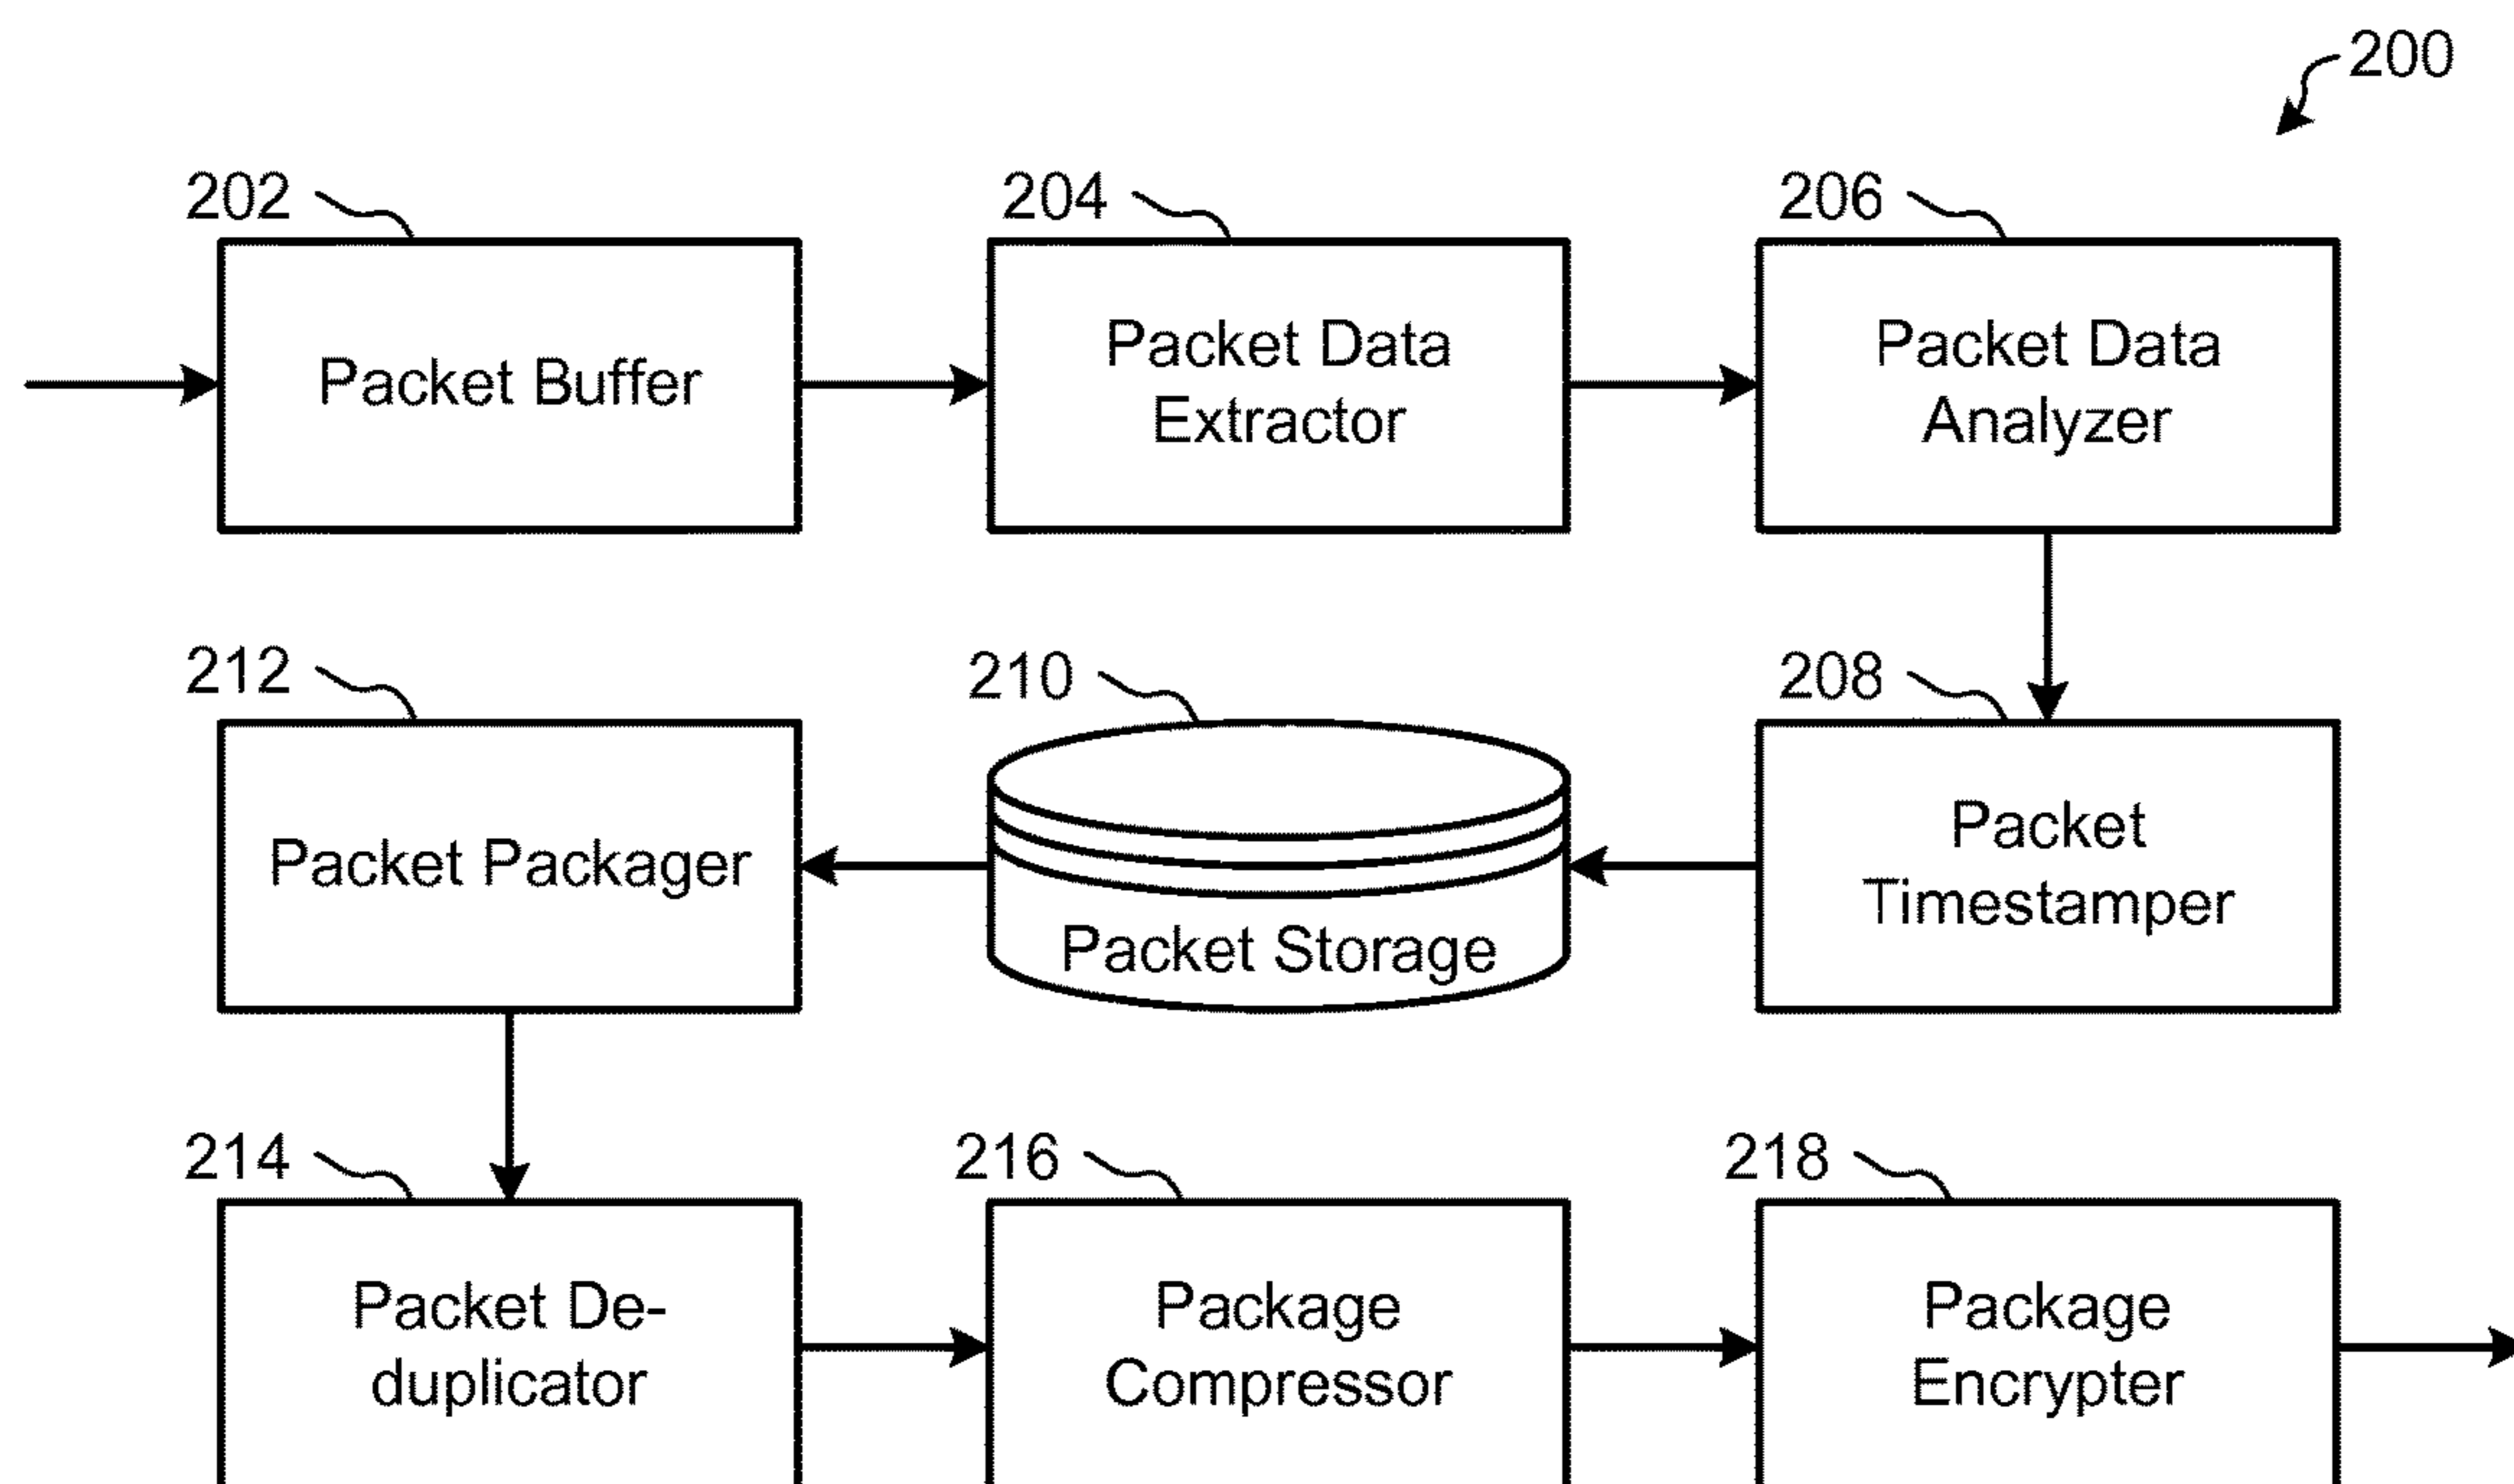 200
202
204
206
Packet Buffer
Packet Data
Extractor
Packet Data
Analyzer
212
210
208
Packet Packager
Packet Storage
Packet
Timestamper
214
216
218
Packet De-
duplicator
Package
Compressor
Package
Encrypter